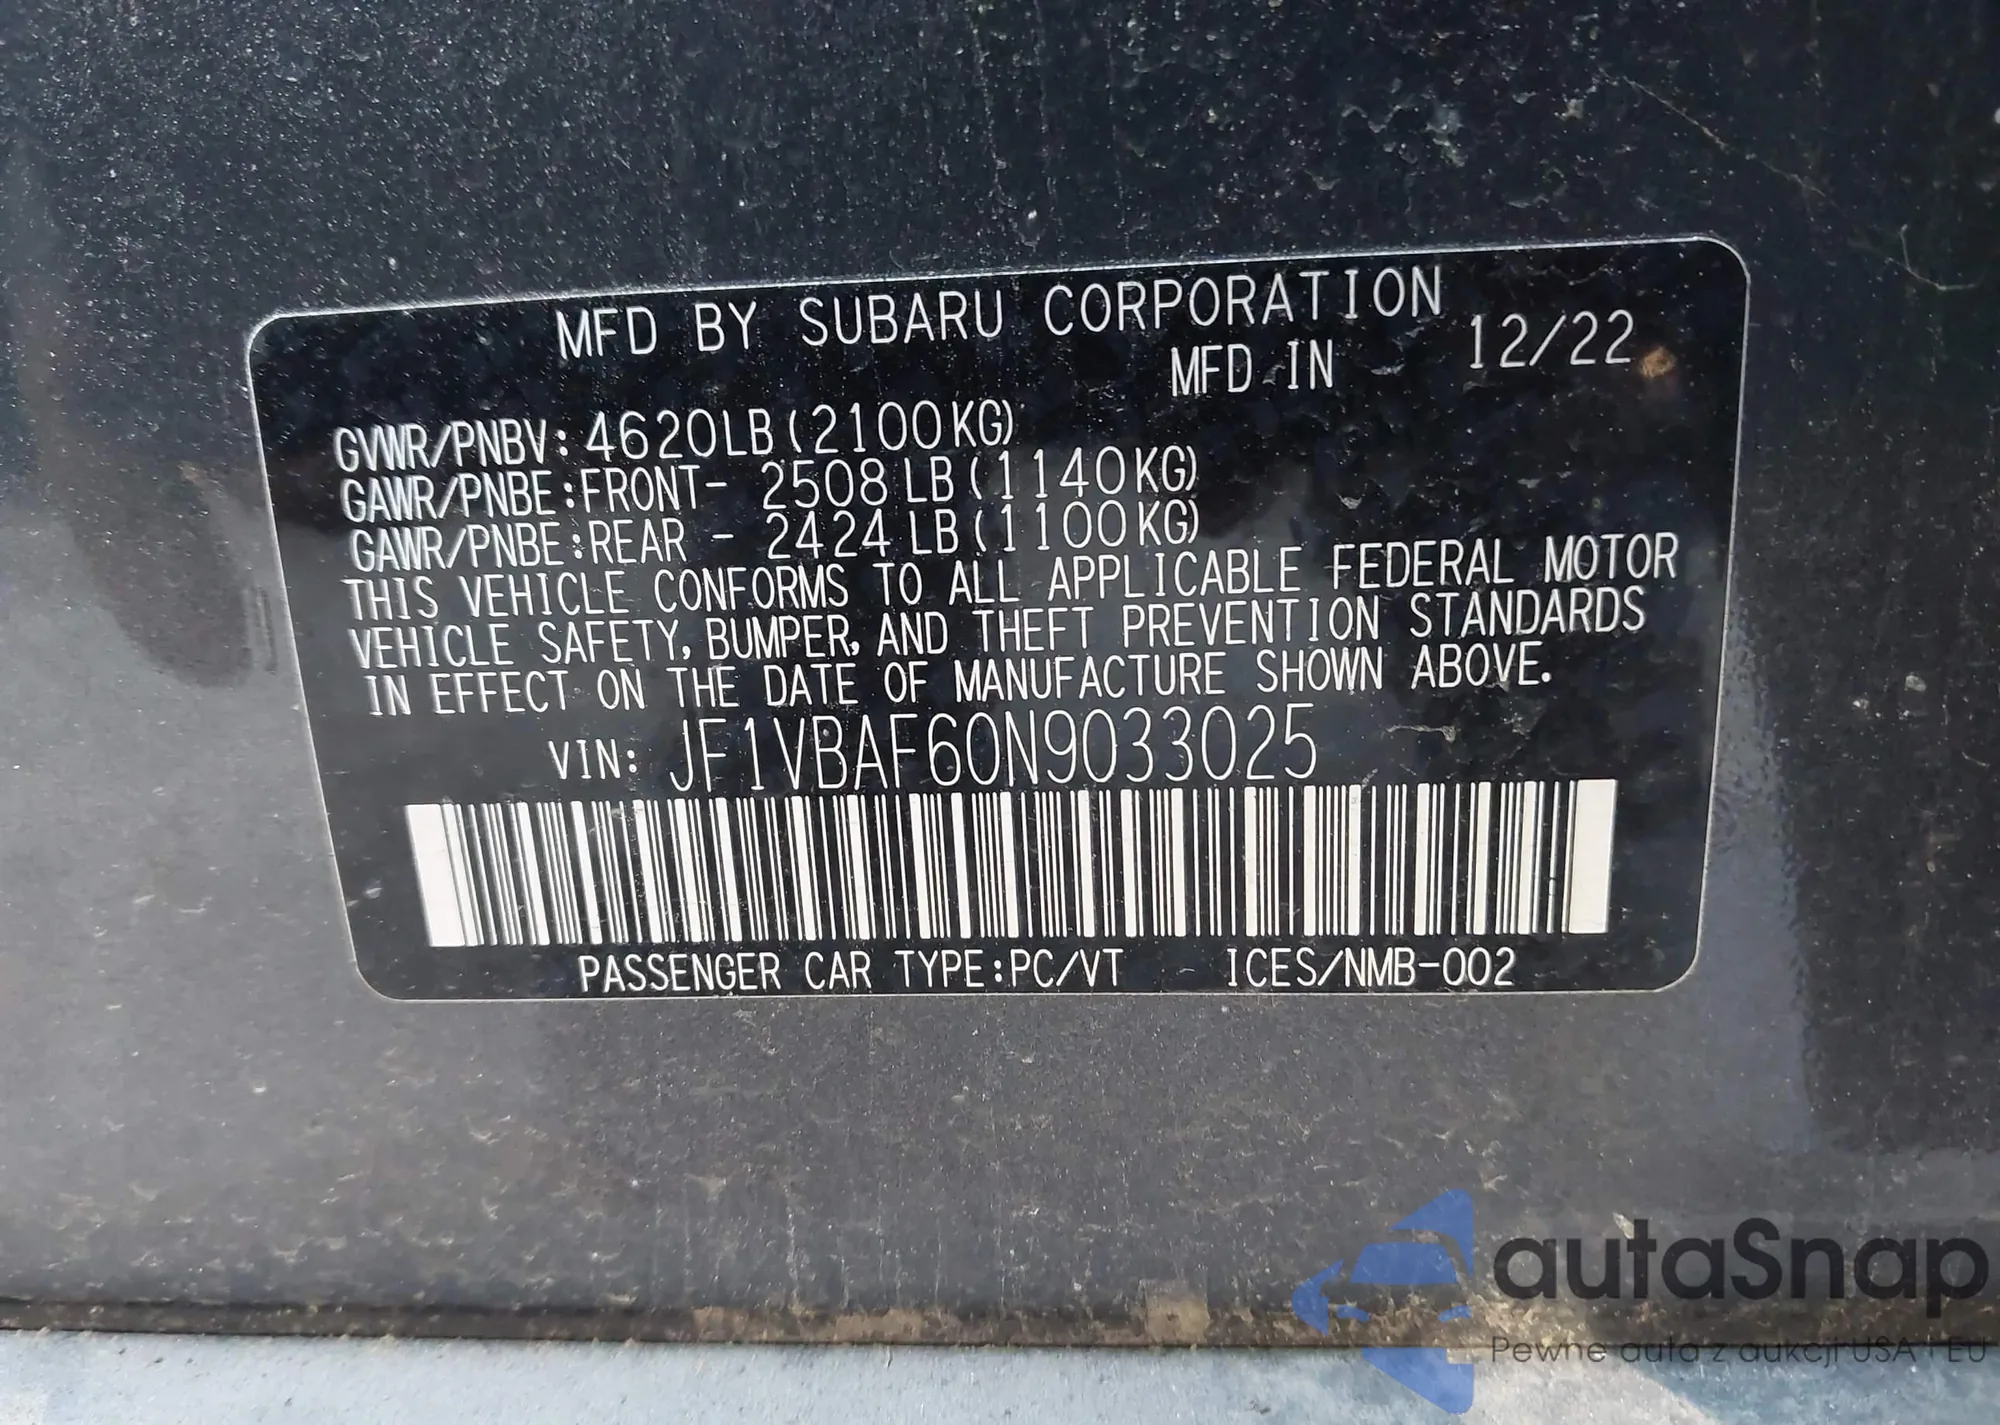 MFD BY SUBARU CORPORATION
MFD IN 12/22
GVWR/PNBV: 4620LB (2100KG)
GAWR/PNBE:FRONT- 2508 LB (1140KG)
GAWR/PNBE:REAR - 2424 LB (1100KG)
THIS VEHICLE CONFORMS TO ALL APPLICABLE FEDERAL MOTOR
VEHICLE SAFETY, BUMPER, AND THEFT PREVENTION STANDARDS
IN EFFECT ON THE DATE OF MANUFACTURE SHOWN ABOVE.
VIN: JF1VBAF60N9033025
PASSENGER CAR TYPE:PC/VT ICES/NMB-002
autaSnap
Pewne auta z aukcji USA i EU